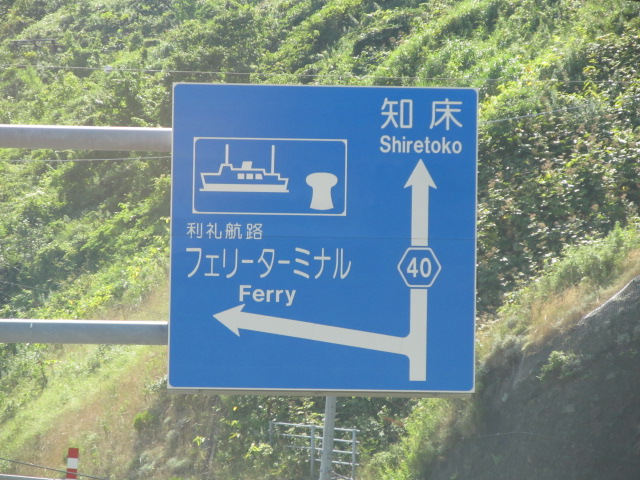 知床
Shiretoko
利礼航路
フェリーターミナル
Ferry
40